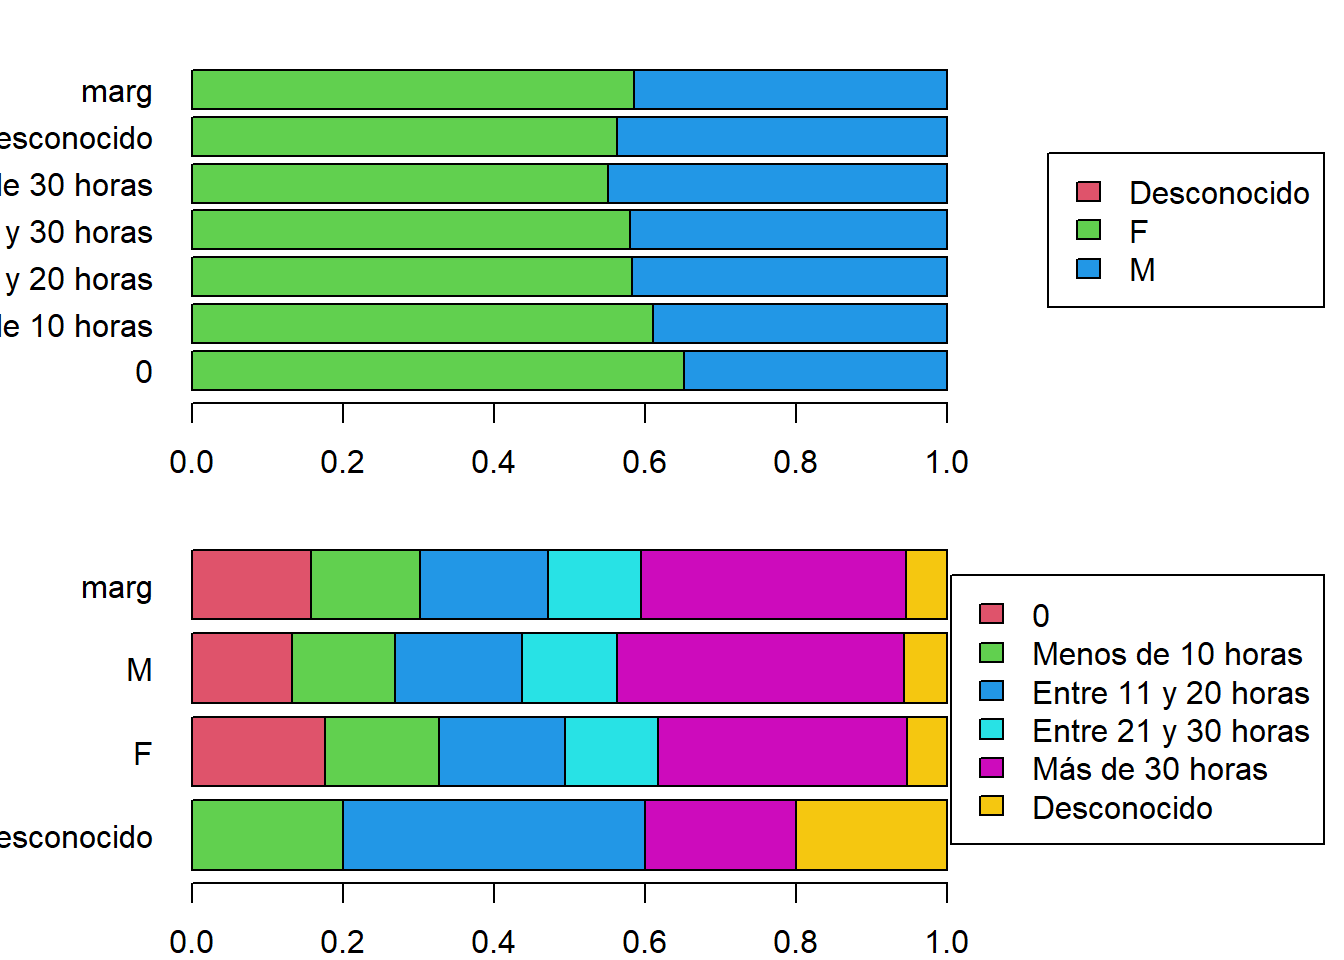 marg
esconocido
de 30 horas
y 30 horas
y 20 horas
de 10 horas
0
0.0 0.2 0.4 0.6 0.8 1.0
Desconocido
F
M
marg
M
F
esconocido
0.0 0.2 0.4 0.6 0.8 1.0
0
Menos de 10 horas
Entre 11 y 20 horas
Entre 21 y 30 horas
Más de 30 horas
Desconocido